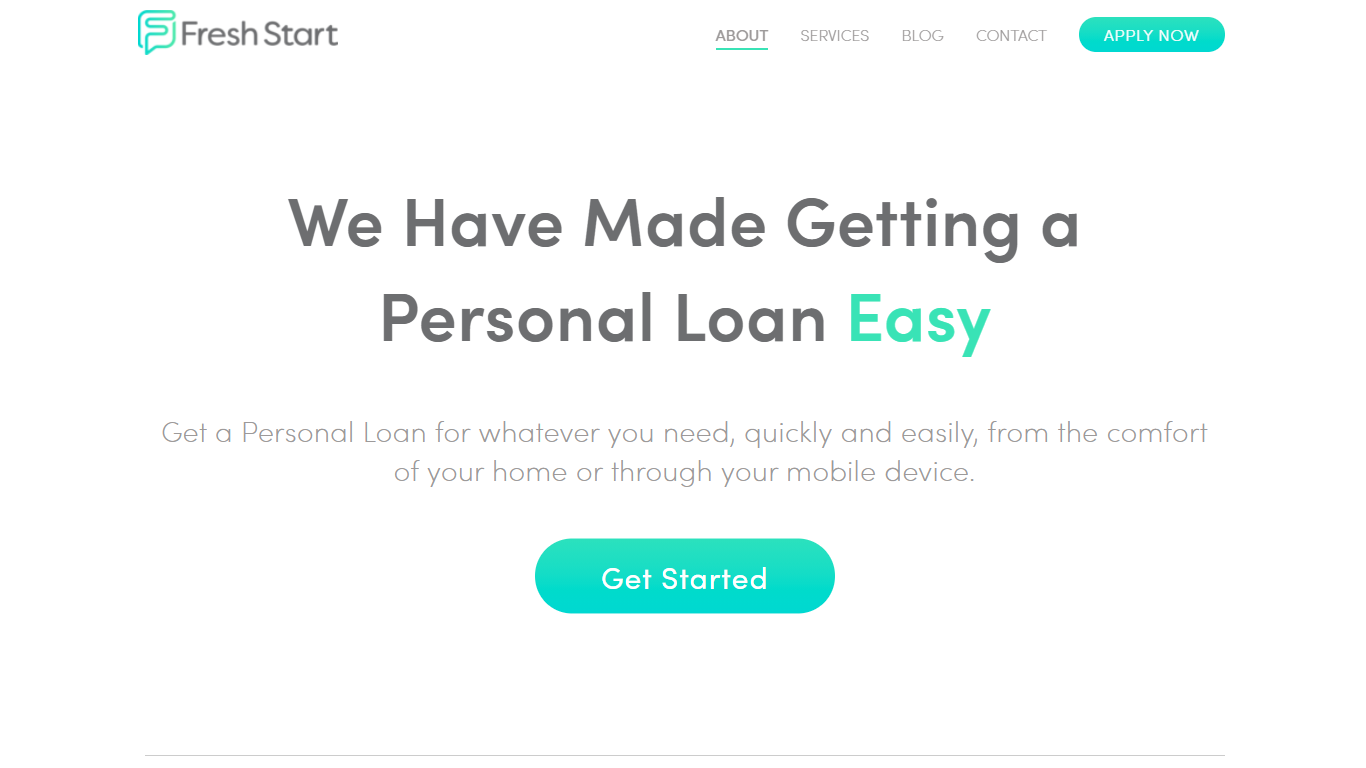 Fresh Start
ABOUT
SERVICES
BLOG
CONTACT
APPLY NOW
We Have Made Getting a
Personal Loan Easy
Get a Personal Loan for whatever you need, quickly and easily, from the comfort
of your home or through your mobile device.
Get Started